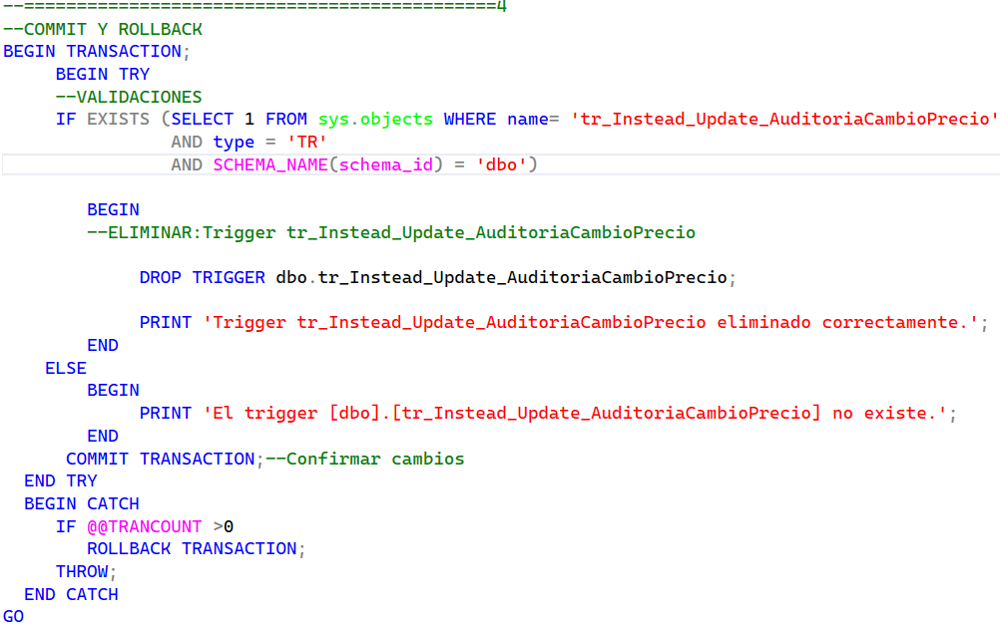 --=============================================4
--COMMIT Y ROLLBACK
BEGIN TRANSACTION;
BEGIN TRY
--VALIDACIONES
IF EXISTS (SELECT 1 FROM sys.objects WHERE name= 'tr_Instead_Update_AuditoriaCambioPrecio'
AND type = 'TR'
AND SCHEMA_NAME(schema_id) = 'dbo')
BEGIN
--ELIMINAR:Trigger tr_Instead_Update_AuditoriaCambioPrecio
DROP TRIGGER dbo.tr_Instead_Update_AuditoriaCambioPrecio;
PRINT 'Trigger tr_Instead_Update_AuditoriaCambioPrecio eliminado correctamente.';
END
ELSE
BEGIN
PRINT 'El trigger [dbo].[tr_Instead_Update_AuditoriaCambioPrecio] no existe.';
END
COMMIT TRANSACTION;--Confirmar cambios
END TRY
BEGIN CATCH
IF @@TRANCOUNT >0
ROLLBACK TRANSACTION;
THROW;
END CATCH
GO